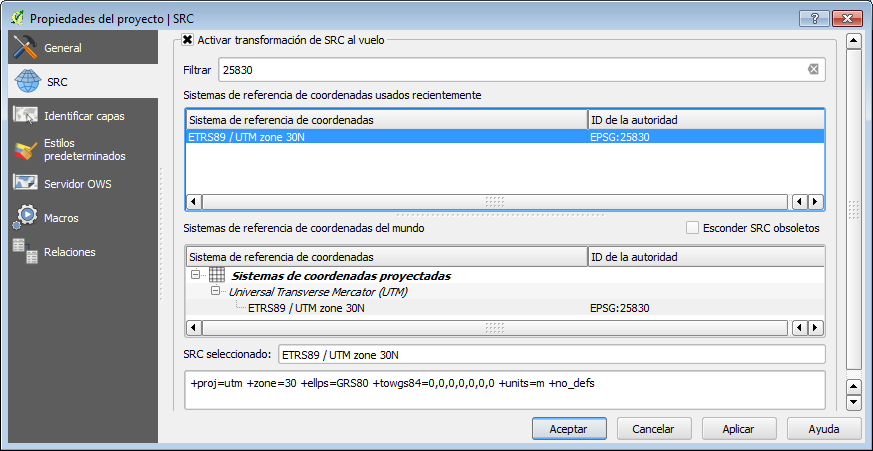 Propiedades del proyecto | SRC
General
SRC
Identificar capas
Estilos
predeterminados
Servidor OWS
Macros
Relaciones
Activar transformación de SRC al vuelo
Filtrar 25830
Sistemas de referencia de coordenadas usados recientemente
Sistema de referencia de coordenadas ID de la autoridad
ETRS89 / UTM zone 30N EPSG:25830
Sistemas de referencia de coordenadas del mundo Esconder SRC obsoletos
Sistema de referencia de coordenadas ID de la autoridad
Sistemas de coordenadas proyectadas
Universal Transverse Mercator (UTM)
ETRS89 / UTM zone 30N EPSG:25830
SRC seleccionado: ETRS89 / UTM zone 30N
+proj=utm +zone=30 +ellps=GRS80 +towgs84=0,0,0,0,0,0,0 +units=m +no_defs
Aceptar Cancelar Aplicar Ayuda